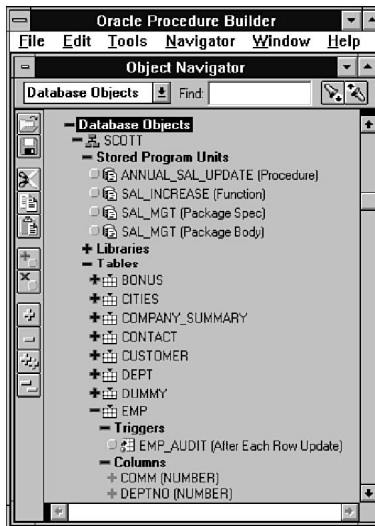 Oracle Procedure Builder
File Edit Tools Navigator Window Help
Object Navigator
Database Objects Find:
Database Objects
SCOTT
Stored Program Units
ANNUAL_SAL_UPDATE (Procedure)
SAL_INCREASE (Function)
SAL_MGT (Package Spec)
SAL_MGT (Package Body)
Libraries
Tables
BONUS
CITIES
COMPANY_SUMMARY
CONTACT
CUSTOMER
DEPT
DUMMY
EMP
Triggers
EMP_AUDIT (After Each Row Update)
Columns
COMM (NUMBER)
DEPTNO (NUMBER)